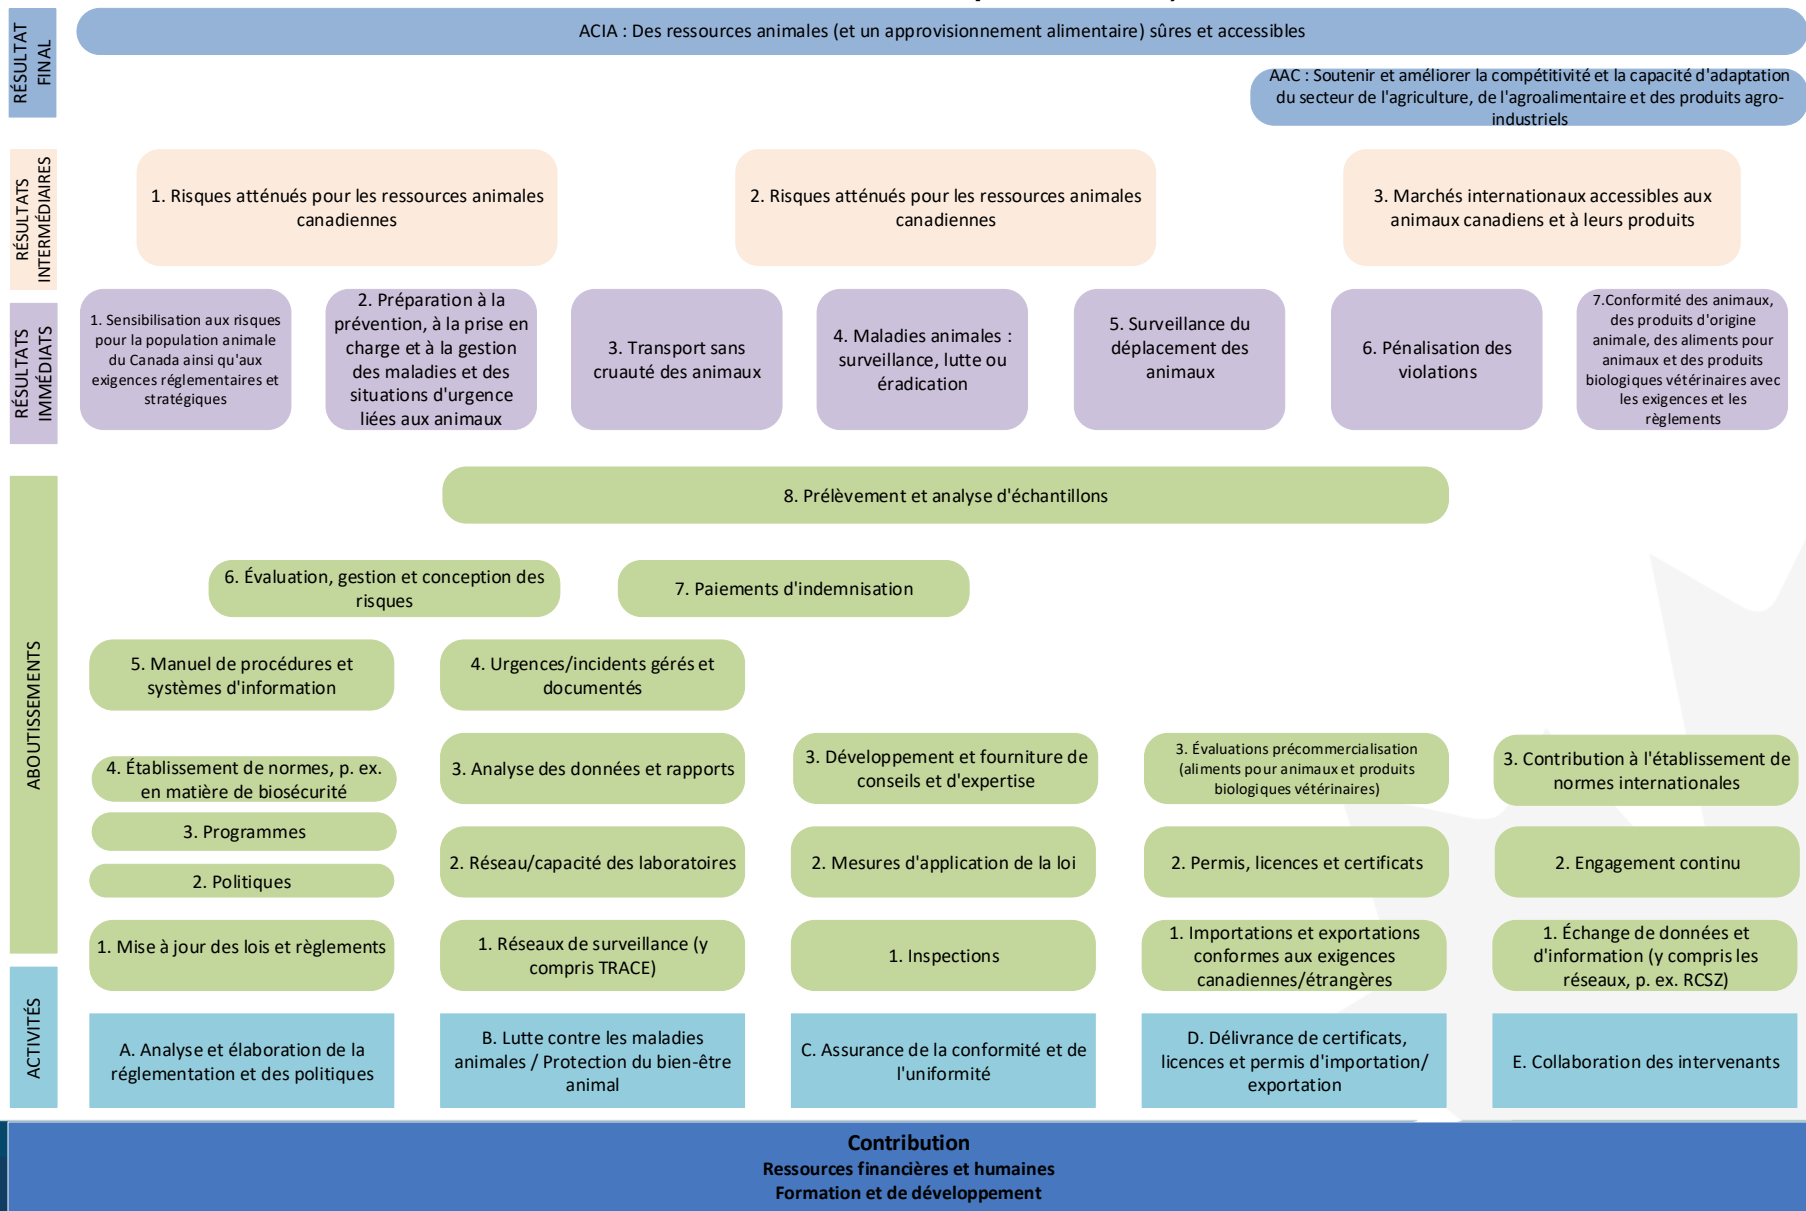 RÉSULTAT
FINAL
ACIA : Des ressources animales (et un approvisionnement alimentaire) sûres et accessibles
AAC : Soutenir et améliorer la compétitivité et la capacité d'adaptation
du secteur de l'agriculture, de l'agroalimentaire et des produits agro-
industriels
RÉSULTATS
INTERMÉDIAIRES
1. Risques atténués pour les ressources animales
canadiennes
2. Risques atténués pour les ressources animales
canadiennes
3. Marchés internationaux accessibles aux
animaux canadiens et à leurs produits
RÉSULTATS
IMMÉDIATS
1. Sensibilisation aux risques
pour la population animale
du Canada ainsi qu'aux
exigences réglementaires et
stratégiques
2. Préparation à la
prévention, à la prise en
charge et à la gestion
des maladies et des
situations d'urgence
liées aux animaux
3. Transport sans
cruauté des animaux
4. Maladies animales :
surveillance, lutte ou
éradication
5. Surveillance du
déplacement des
animaux
6. Pénalisation des
violations
7.Conformité des animaux,
des produits d'origine
animale, des aliments pour
animaux et des produits
biologiques vétérinaires avec
les exigences et les
règlements
ABOUTISSEMENTS
8. Prélèvement et analyse d'échantillons
6. Évaluation, gestion et conception des
risques
7. Paiements d'indemnisation
5. Manuel de procédures et
systèmes d'information
4. Urgences/incidents gérés et
documentés
4. Établissement de normes, p. ex.
en matière de biosécurité
3. Analyse des données et rapports
3. Développement et fourniture de
conseils et d'expertise
3. Évaluations précommercialisation
(aliments pour animaux et produits
biologiques vétérinaires)
3. Contribution à l'établissement de
normes internationales
3. Programmes
2. Politiques
2. Réseau/capacité des laboratoires
2. Mesures d'application de la loi
2. Permis, licences et certificats
2. Engagement continu
1. Mise à jour des lois et règlements
1. Réseaux de surveillance (y
compris TRACE)
1. Inspections
1. Importations et exportations
conformes aux exigences
canadiennes/étrangères
1. Échange de données et
d'information (y compris les
réseaux, p. ex. RCSZ)
ACTIVITÉS
A. Analyse et élaboration de la
réglementation et des politiques
B. Lutte contre les maladies
animales / Protection du bien-être
animal
C. Assurance de la conformité et de
l'uniformité
D. Délivrance de certificats,
licences et permis d'importation/
exportation
E. Collaboration des intervenants
Contribution
Ressources financières et humaines
Formation et de développement